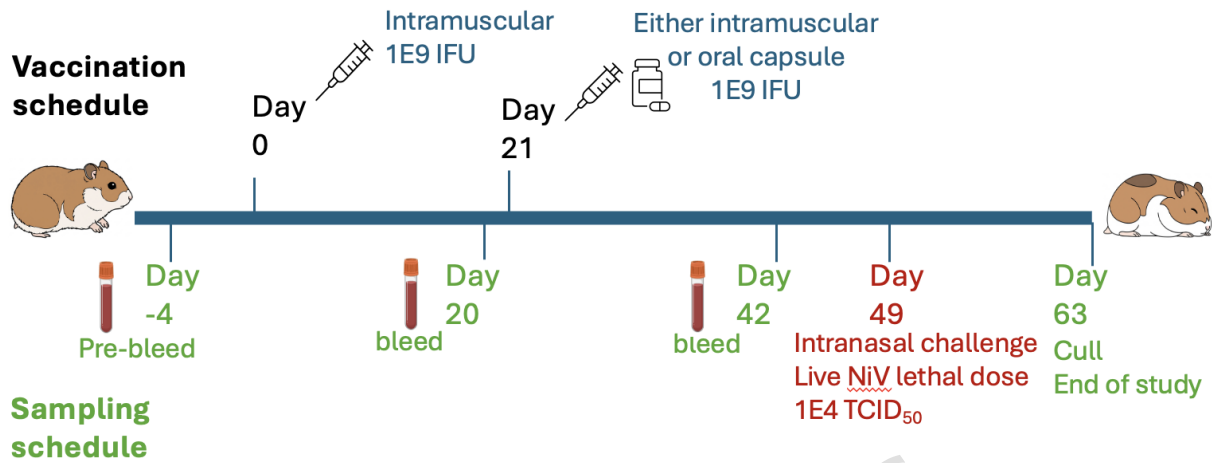 Vaccination
schedule
Day
0
Intramuscular
1E9 IFU
Day
21
Either intramuscular
or oral capsule
1E9 IFU
Day
-4
Pre-bleed
Day
20
bleed
Day
42
bleed
Day
49
Intranasal challenge
Live NiV lethal dose
1E4 TCID50
Day
63
Cull
End of study
Sampling
schedule